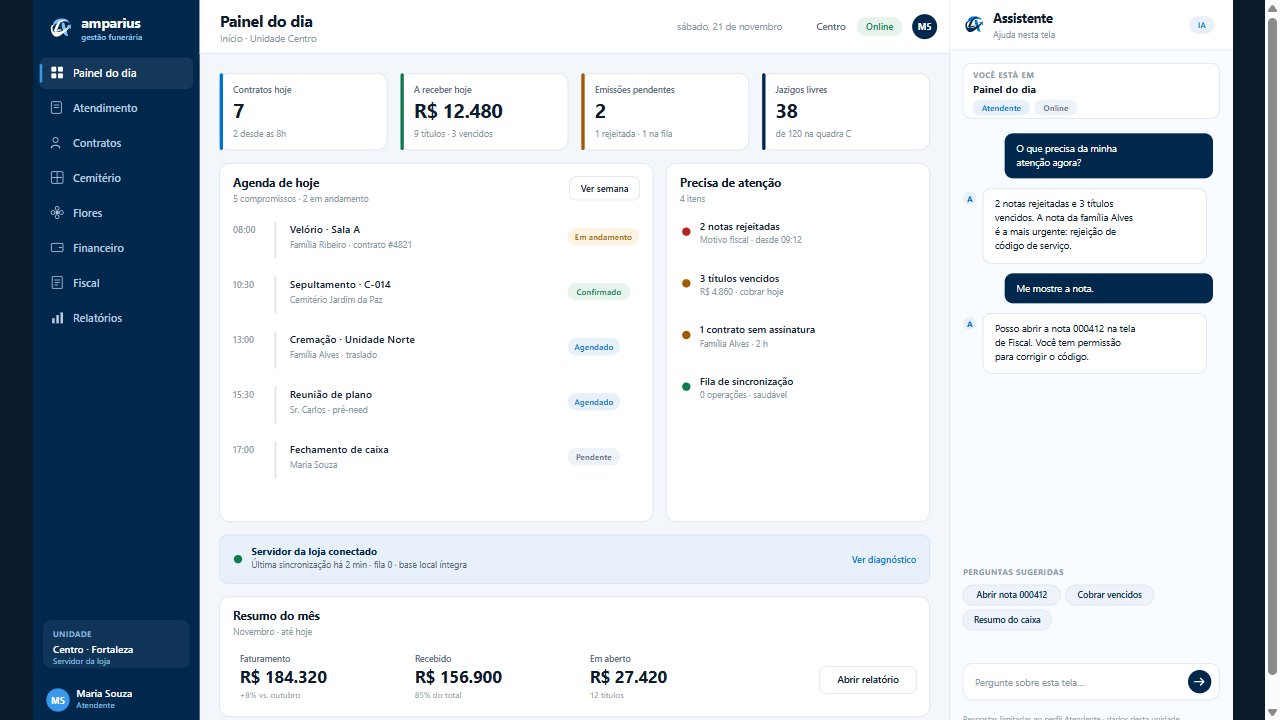 amparius
gestão funerária
Painel do dia
Atendimento
Contratos
Cemitério
Flores
Financeiro
Fiscal
Relatórios
UNIDADE
Centro · Fortaleza
Servidor da loja
MS
Maria Souza
Atendente
Painel do dia
Início · Unidade Centro
sábado, 21 de novembro
Centro
Online
MS
Contratos hoje
7
2 desde as 8h
A receber hoje
R$ 12.480
9 títulos · 3 vencidos
Emissões pendentes
2
1 rejeitada · 1 na fila
Jazigos livres
38
de 120 na quadra C
Agenda de hoje
5 compromissos · 2 em andamento
Ver semana
08:00
Velório · Sala A
Família Ribeiro · contrato #4821
Em andamento
10:30
Sepultamento · C-014
Cemitério Jardim da Paz
Confirmado
13:00
Cremação · Unidade Norte
Família Alves · traslado
Agendado
15:30
Reunião de plano
Sr. Carlos · pré-need
Agendado
17:00
Fechamento de caixa
Maria Souza
Pendente
Precisa de atenção
4 itens
2 notas rejeitadas
Motivo fiscal · desde 09:12
3 títulos vencidos
R$ 4.860 · cobrar hoje
1 contrato sem assinatura
Família Alves · 2 h
Fila de sincronização
0 operações · saudável
Servidor da loja conectado
Última sincronização há 2 min · fila 0 · base local íntegra
Ver diagnóstico
Resumo do mês
Novembro · até hoje
Faturamento
R$ 184.320
+8% vs. outubro
Recebido
R$ 156.900
85% do total
Em aberto
R$ 27.420
12 títulos
Abrir relatório
Assistente
Ajuda nesta tela
IA
VOCÊ ESTÁ EM
Painel do dia
Atendente
Online
O que precisa da minha
atenção agora?
A
2 notas rejeitadas e 3 títulos
vencidos. A nota da família Alves
é a mais urgente: rejeição de
código de serviço.
Me mostre a nota.
A
Posso abrir a nota 000412 na tela
de Fiscal. Você tem permissão
para corrigir o código.
PERGUNTAS SUGERIDAS
Abrir nota 000412
Cobrar vencidos
Resumo do caixa
Pergunte sobre esta tela...
Respostas limitadas ao perfil Atendente · dados desta unidade